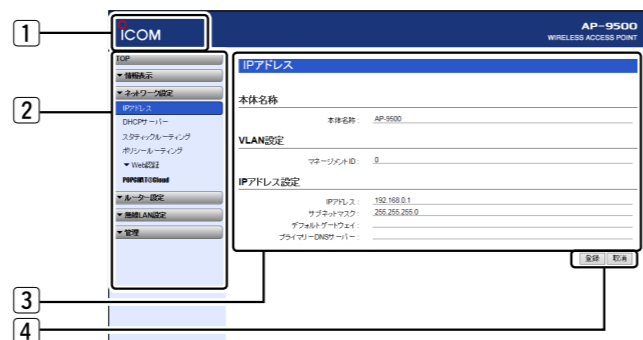 1
2
3
4
ICOM
AP-9500
WIRELESS ACCESS POINT
TOP
▼情報表示
▼ネットワーク設定
IPアドレス
DHCPサーバー
スタティックルーティング
ポリシールーティング
▼Web認証
POPCHAT@Cloud
▼ルーター設定
▼無線LAN設定
▼管理
IPアドレス
本体名称
本体名称: AP-9500
VLAN設定
マネージメントID: 0
IPアドレス設定
IPアドレス: 192.168.0.1
サブネットマスク: 255.255.255.0
デフォルトゲートウェイ:
プライマリーDNSサーバー:
登録 取消